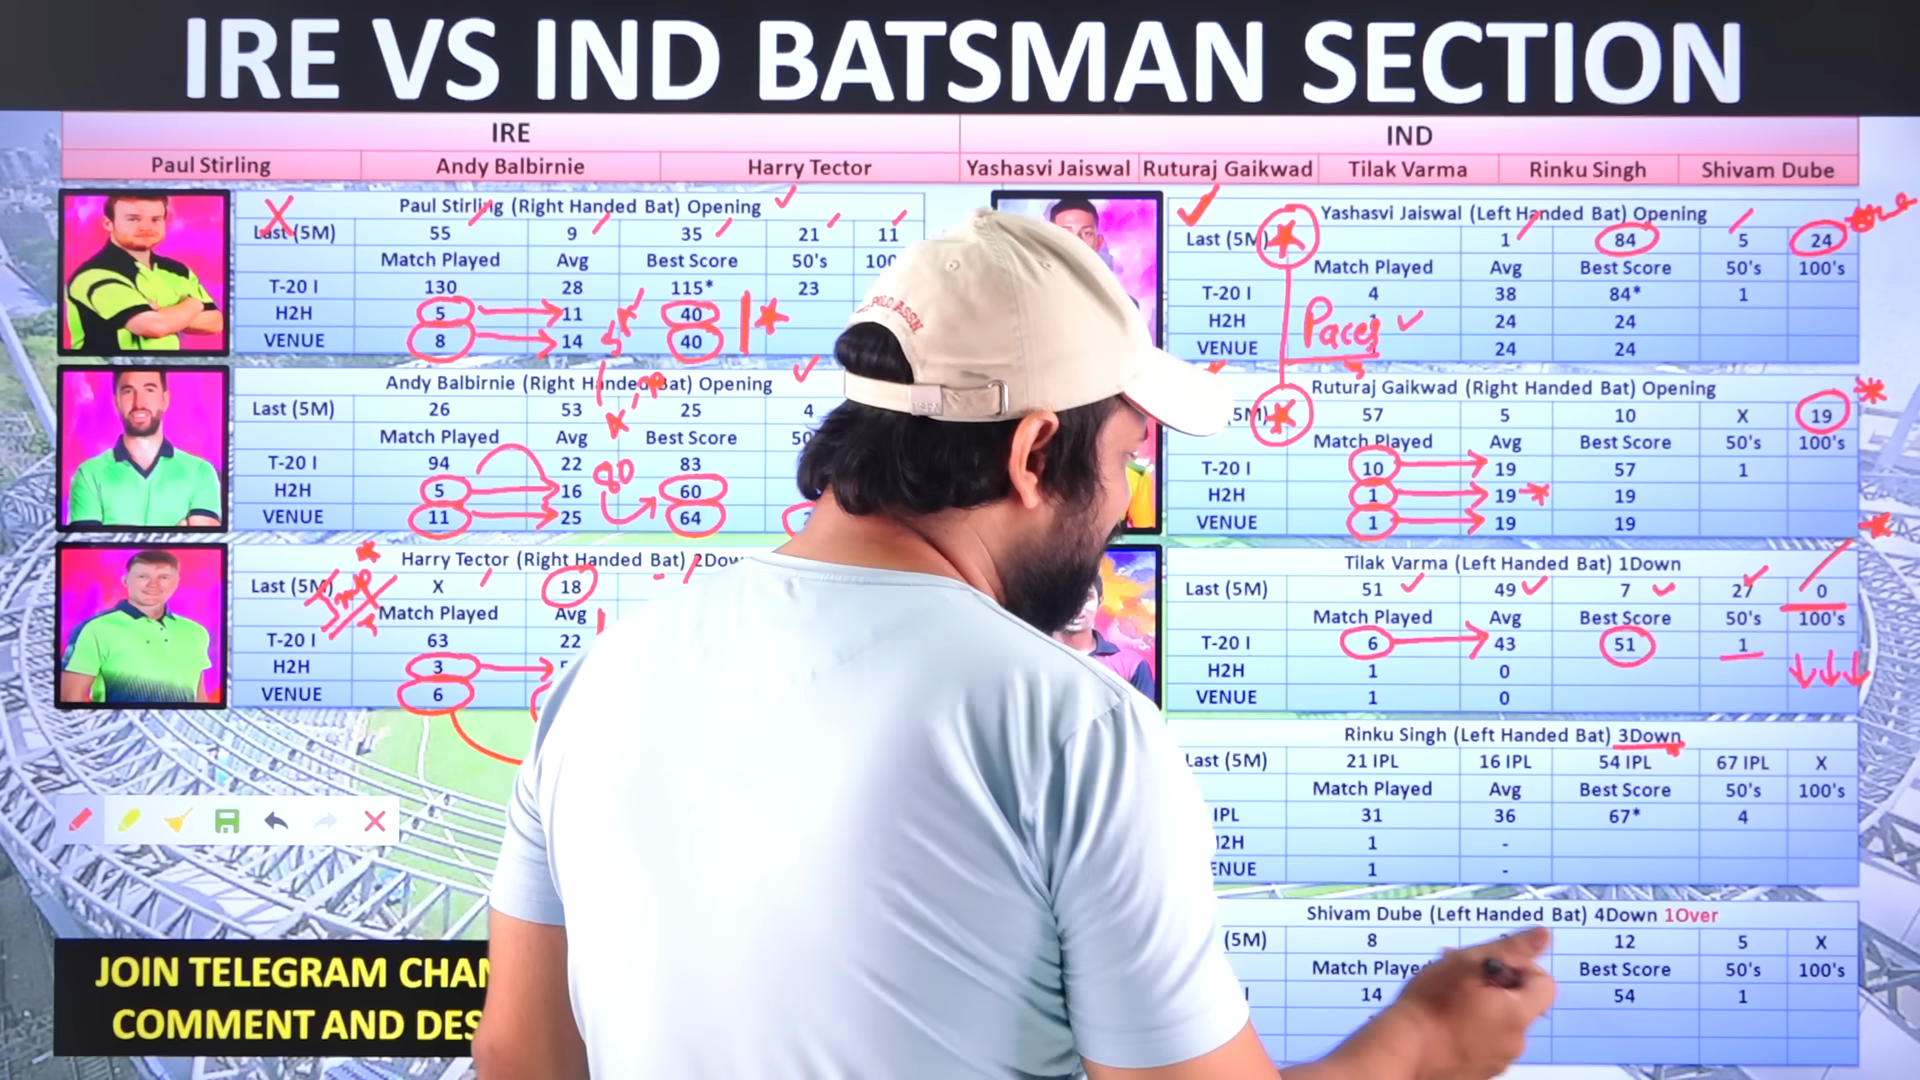 IRE VS IND BATSMAN SECTION
IRE
IND
Paul Stirling Andy Balbirnie Harry Tector
Yashasvi Jaiswal Ruturaj Gaikwad Tilak Varma Rinku Singh Shivam Dube
Paul Stirling (Right Handed Bat) Opening
Last (5M) 55 9 35 21 11
Match Played Avg Best Score 50's
T-20 I 130 28 115* 23
H2H 5 11 40
VENUE 8 14 40
Andy Balbirnie (Right Handed Bat) Opening
Last (5M) 26 53 25 4
Match Played Avg Best Score
T-20 I 94 22 83
H2H 5 16 60
80
VENUE 11 25 64
Harry Tector (Right Handed Bat) 2Down
Last (5M) X 18
Imp
Match Played Avg
T-20 I 63 22
H2H 3
VENUE 6
JOIN TELEGRAM
COMMENT AND
U.S. POLO ASSN
Yashasvi Jaiswal (Left Handed Bat) Opening
Last (5M) 1 84 5 24
Match Played Avg Best Score 50's 100's
T-20 I 4 38 84* 1
H2H 24 24
Pacer
VENUE 24 24
Ruturaj Gaikwad (Right Handed Bat) Opening
57 5 10 X 19
Match Played Avg Best Score 50's 100's
T-20 I 10 19 57 1
H2H 1 19 19
VENUE 1 19 19
Tilak Varma (Left Handed Bat) 1Down
Last (5M) 51 49 7 27 0
Match Played Avg Best Score 50's 100's
T-20 I 6 43 51 1
H2H 1 0
VENUE 1 0
Rinku Singh (Left Handed Bat) 3Down
Last (5M) 21 IPL 16 IPL 54 IPL 67 IPL X
Match Played Avg Best Score 50's 100's
IPL 31 36 67* 4
H2H 1 -
VENUE 1 -
Shivam Dube (Left Handed Bat) 4Down 1Over
(5M) 8 12 5 X
Match Played Best Score 50's 100's
14 54 1